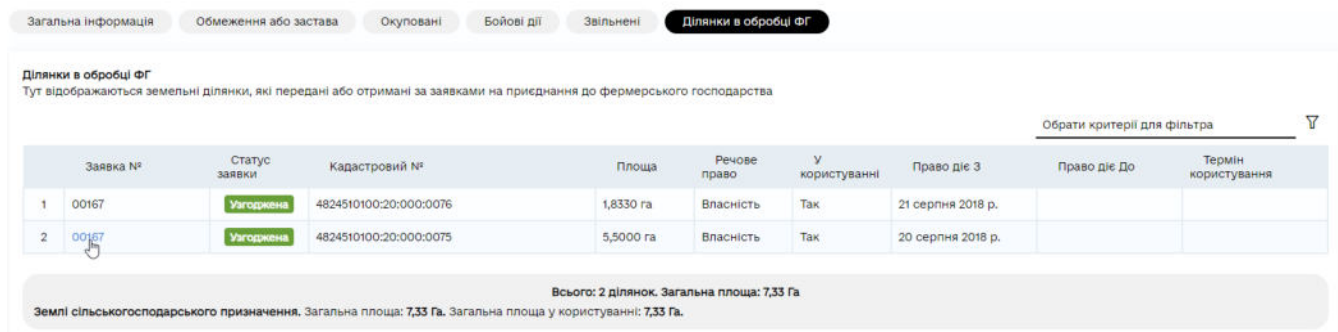 Загальна інформація Обмеження або застава Окуповані Бойові дії Звільнені Ділянки в обробці ФГ
Ділянки в обробці ФГ
Тут відображаються земельні ділянки, які передані або отримані за заявками на приєднання до фермерського господарства
Обрати критерії для фільтра
Заявка № Статус заявки Кадастровий № Площа Речове право У користуванні Право діє З Право діє До Термін користування
1 00167 Узгоджена 4824510100:20:000:0076 1,8330 га Власність Так 21 серпня 2018 р.
2 00167 Узгоджена 4824510100:20:000:0075 5,5000 га Власність Так 20 серпня 2018 р.
Всього: 2 ділянок. Загальна площа: 7,33 Га
Землі сільськогосподарського призначення. Загальна площа: 7,33 Га. Загальна площа у користуванні: 7,33 Га.